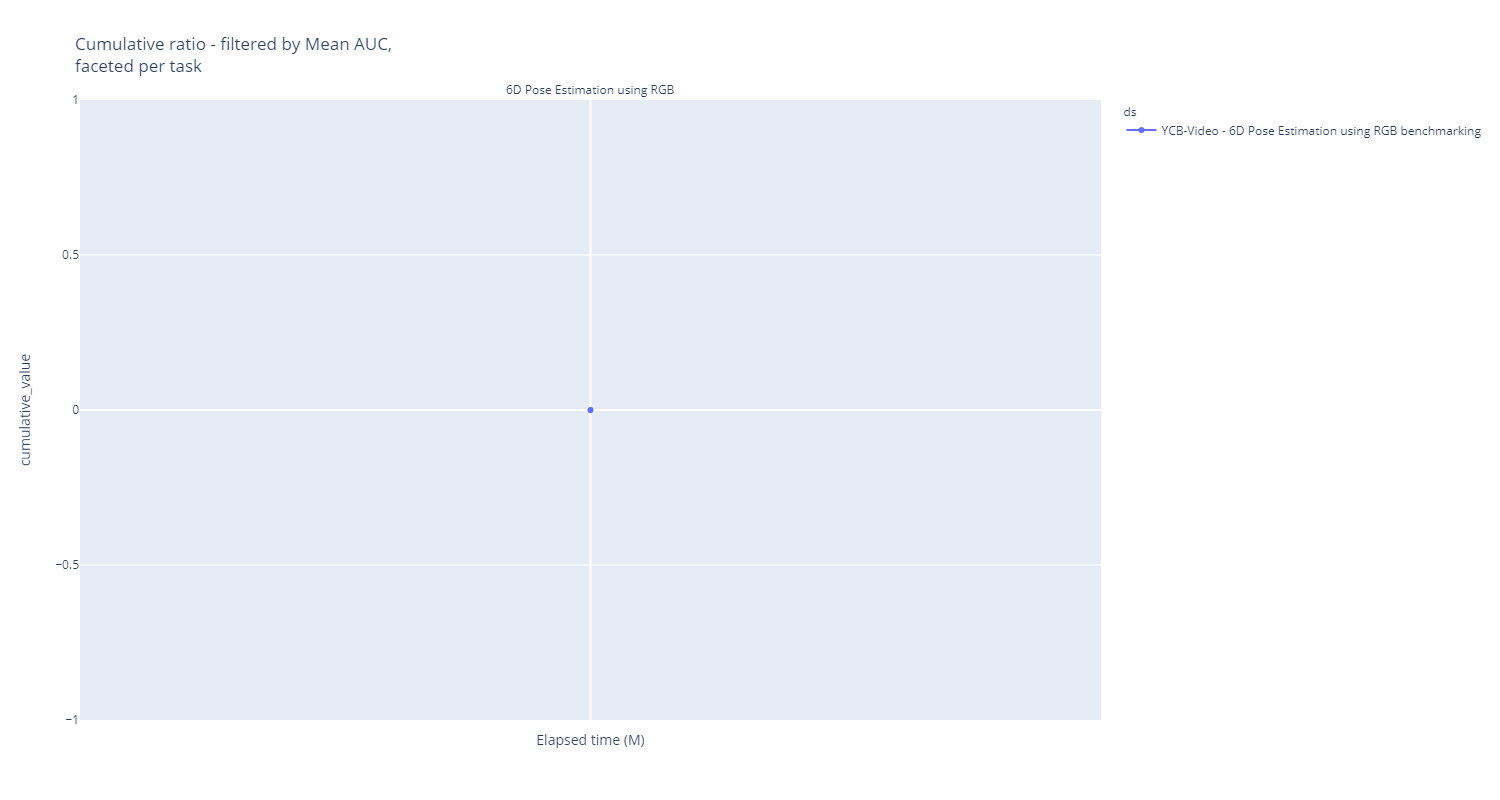 Cumulative ratio - filtered by Mean AUC,
faceted per task
6D Pose Estimation using RGB
1
0.5
0
−0.5
−1
cumulative_value
Elapsed time (M)
ds
YCB-Video - 6D Pose Estimation using RGB benchmarking